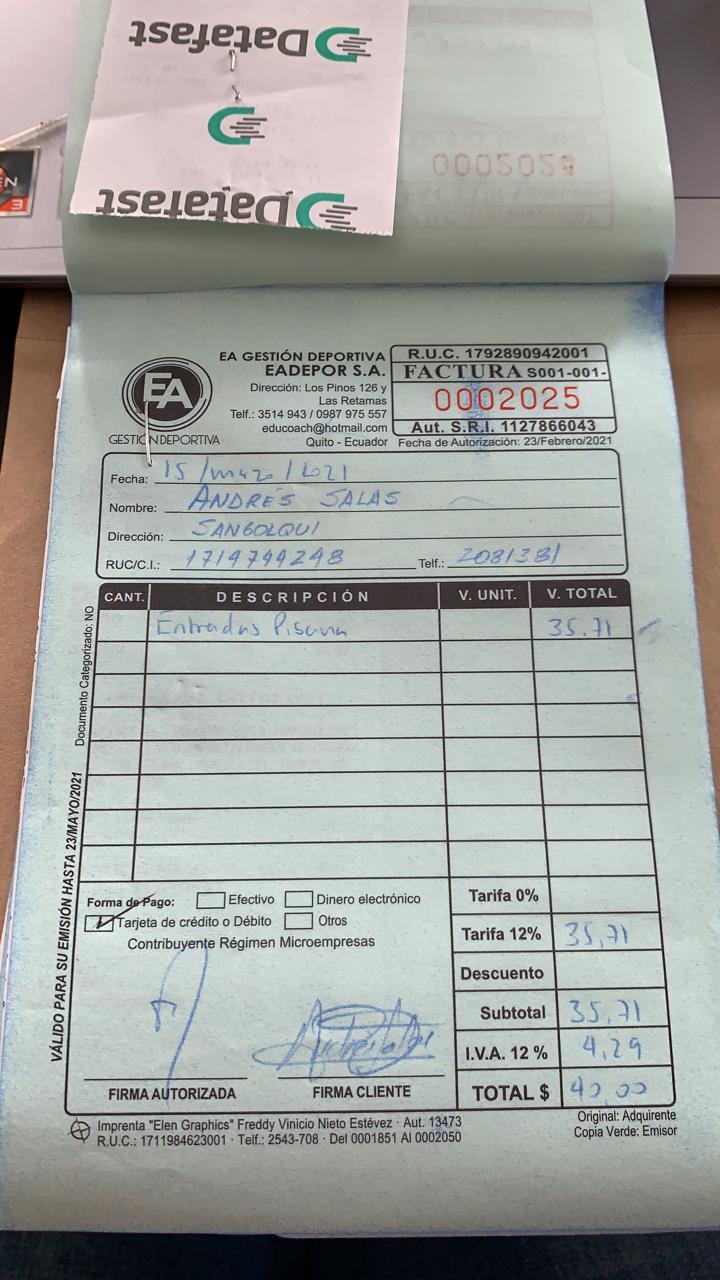 Datafast
Datafast
0002024
EA GESTIÓN DEPORTIVA
EADEPOR S.A.
Dirección: Los Pinos 126 y
Las Retamas
Telf.: 3514 943 / 0987 975 557
educoach@hotmail.com
Quito - Ecuador
EA
GESTIÓN DEPORTIVA
R.U.C. 1792890942001
FACTURA S001-001-
0002025
Aut. S.R.I. 1127866043
Fecha de Autorización: 23/Febrero/2021
Fecha: 15/marzo/2021
Nombre: ANDRÉS SALAS
Dirección: SANGOLQUI
RUC/C.I.: 1719799248 Telf.: 2081381
CANT. DESCRIPCIÓN V. UNIT. V. TOTAL
Entradas Piscina 35.71
Documento Categorizado: NO
VÁLIDO PARA SU EMISIÓN HASTA 23/MAYO/2021
Forma de Pago: Efectivo Dinero electrónico
Tarjeta de crédito o Débito Otros
Contribuyente Régimen Microempresas
FIRMA AUTORIZADA FIRMA CLIENTE
Tarifa 0%
Tarifa 12% 35,71
Descuento
Subtotal 35,71
I.V.A. 12 % 4,29
TOTAL $ 40,00
Imprenta "Elen Graphics" Freddy Vinicio Nieto Estévez · Aut. 13473
R.U.C.: 1711984623001 · Telf.: 2543-708 · Del 0001851 Al 0002050
Original: Adquirente
Copia Verde: Emisor